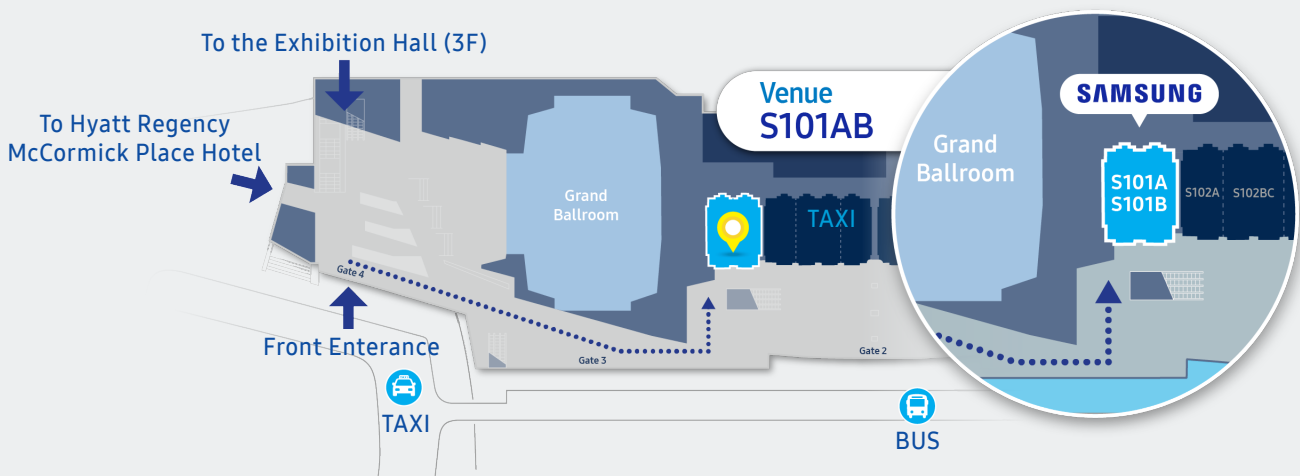 To the Exhibition Hall (3F)
To Hyatt Regency
McCormick Place Hotel
Venue
S101AB
SAMSUNG
Grand
Ballroom
S101A
S101B
S102A
S102BC
Grand
Ballroom
TAXI
Gate 4
Front Enterance
Gate 3
Gate 2
TAXI
BUS